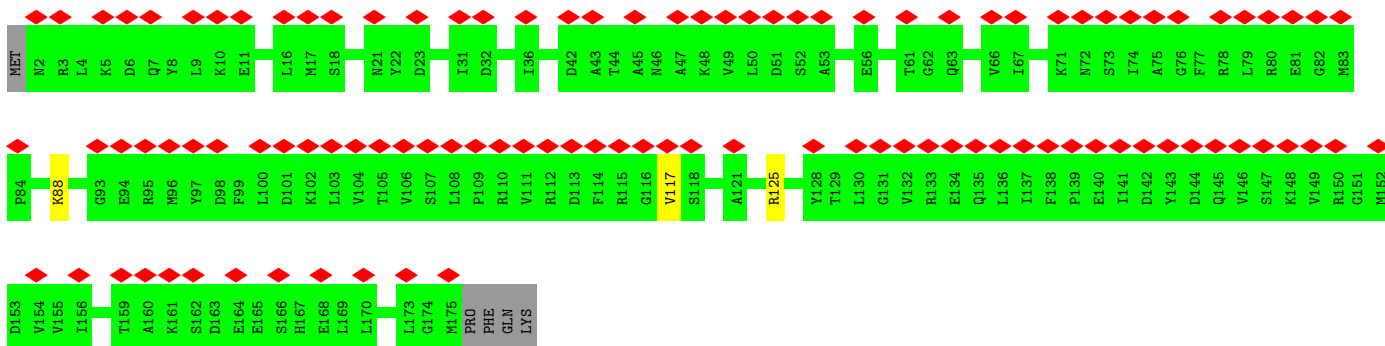 MET N2 R3 L4 K5 D6 Q7 Y8 L9 K10 E11 L16 M17 S18 N21 Y22 D23 I31 D32 I36 D42 A43 T44 A45 N46 A47 K48 V49 L50 D51 S52 A53 E56 T61 G62 Q63 V66 I67 K71 N72 S73 I74 A75 G76 F77 R78 L79 R80 E81 G82 M83
P84 K88 G93 E94 R95 M96 Y97 D98 F99 L100 D101 K102 L103 V104 T105 V106 S107 L108 P109 R110 V111 R112 D113 F114 R115 G116 V117 S118 A121 R125 Y128 T129 L130 G131 V132 R133 E134 Q135 L136 I137 F138 P139 E140 I141 D142 Y143 D144 Q145 V146 S147 K148 V149 R150 G151 M152
D153 V154 V155 I156 T159 A160 K161 S162 D163 E164 E165 S166 H167 E168 L169 L170 L173 G174 M175 PRO PHE GLN LYS